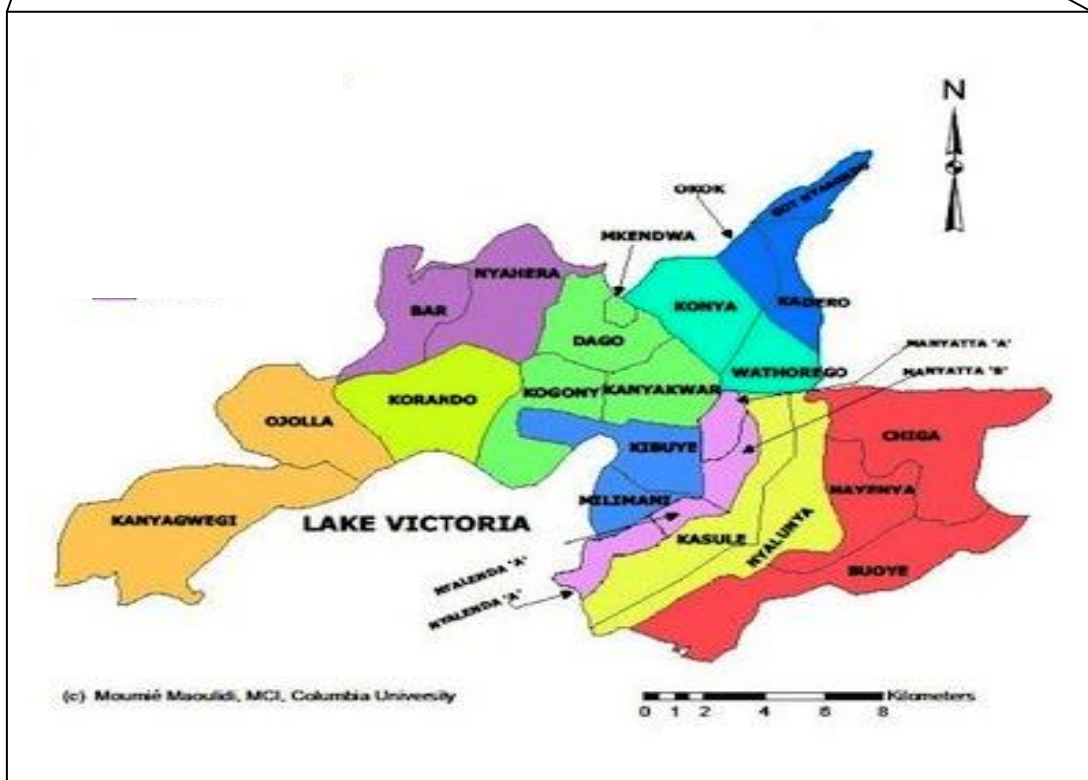 N
OKOK
MKENDWA
NYAHERA
BAR
KONYA
KADERO
DAGO
MANYATTA 'A'
WATHOREGO
MANYATTA 'B'
KOGONY
KANYAKWAR
KORANDO
OJOLLA
KIBUYE
CHIGA
MILIMANI
KANYAGWEGI
LAKE VICTORIA
KASULE
NYALUNYA
BUOYE
NYALENDA 'A'
NYALENDA 'A'
(c) Moumié Maoulidi, MCI, Columbia University
Kilometers
0 1 2 4 6 8